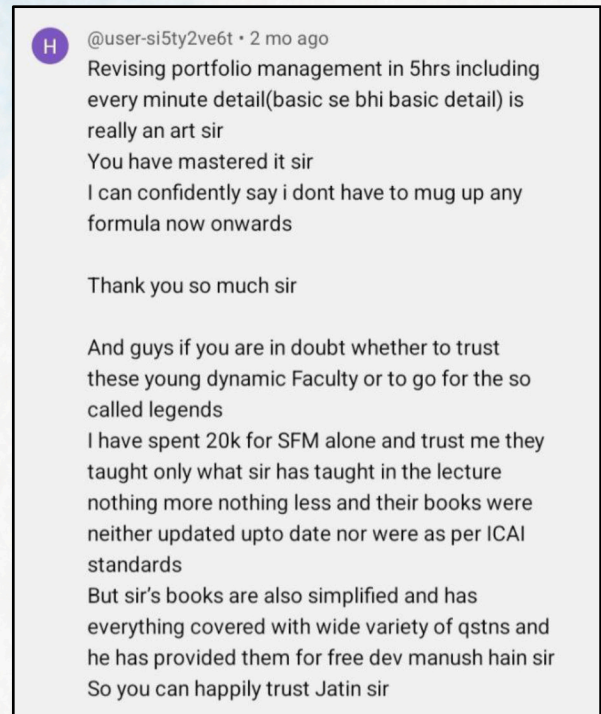 H
@user-si5ty2ve6t • 2 mo ago
Revising portfolio management in 5hrs including
every minute detail(basic se bhi basic detail) is
really an art sir
You have mastered it sir
I can confidently say i dont have to mug up any
formula now onwards
Thank you so much sir
And guys if you are in doubt whether to trust
these young dynamic Faculty or to go for the so
called legends
I have spent 20k for SFM alone and trust me they
taught only what sir has taught in the lecture
nothing more nothing less and their books were
neither updated upto date nor were as per ICAI
standards
But sir's books are also simplified and has
everything covered with wide variety of qstns and
he has provided them for free dev manush hain sir
So you can happily trust Jatin sir